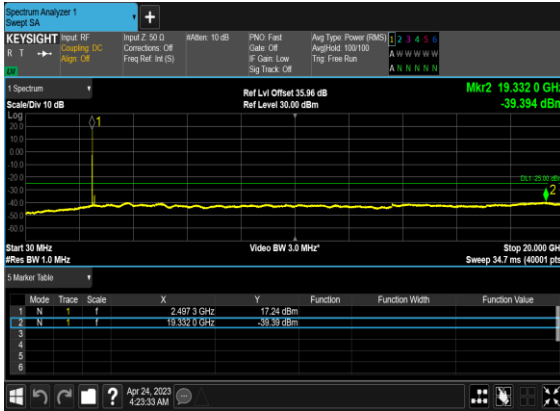 Spectrum Analyzer 1
Swept SA
+
KEYSIGHT Input: RF Input Z: 50 Ω #Atten: 10 dB PNO: Fast Avg Type: Power (RMS) 1 2 3 4 5 6
R T Coupling: DC Corrections: Off Gate: Off Avg|Hold: 100/100 A W W W W W
Align: Off Freq Ref: Int (S) IF Gain: Low Trig: Free Run
Sig Track: Off A N N N N N
1 Spectrum Ref Lvl Offset 35.96 dB Mkr2 19.332 0 GHz
Scale/Div 10 dB Ref Level 30.00 dBm -39.394 dBm
Log
20.0
10.0
0.00
-10.0
-20.0
-30.0
-40.0
-50.0
-60.0
1
DL1 -25.00 dBm
2
Start 30 MHz Video BW 3.0 MHz* Stop 20.000 GHz
#Res BW 1.0 MHz Sweep 34.7 ms (40001 pts)
5 Marker Table
Mode Trace Scale X Y Function Function Width Function Value
1 N 1 f 2.497 3 GHz 17.24 dBm
2 N 1 f 19.332 0 GHz -39.39 dBm
3
4
5
6
? Apr 24, 2023
4:23:33 AM